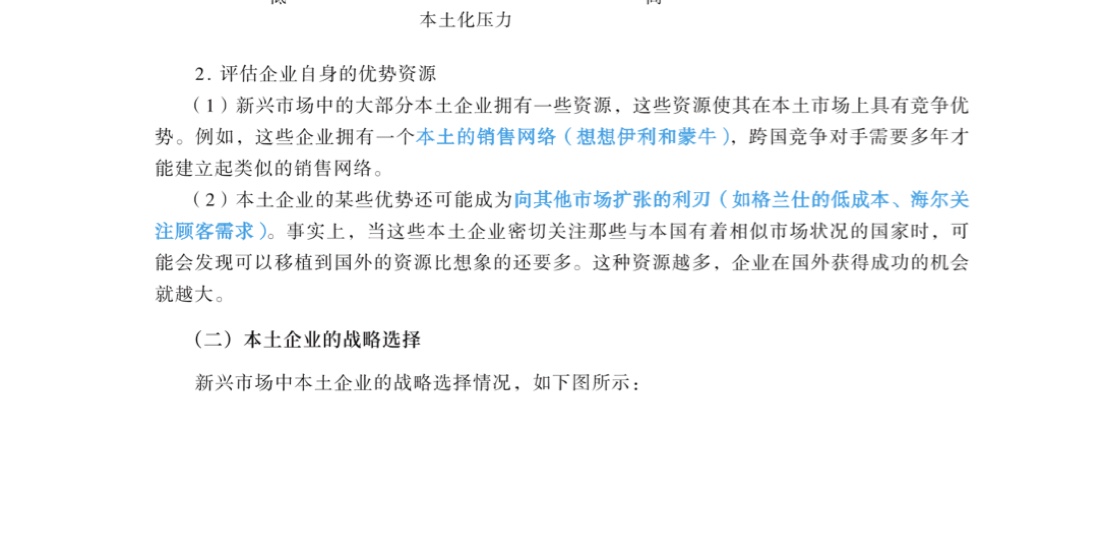 本土化压力
2. 评估企业自身的优势资源
（1）新兴市场中的大部分本土企业拥有一些资源，这些资源使其在本土市场上具有竞争优
势。例如，这些企业拥有一个本土的销售网络（想想伊利和蒙牛），跨国竞争对手需要多年才
能建立起类似的销售网络。
（2）本土企业的某些优势还可能成为向其他市场扩张的利刃（如格兰仕的低成本、海尔关
注顾客需求）。事实上，当这些本土企业密切关注那些与本国有着相似市场状况的国家时，可
能会发现可以移植到国外的资源比想象的还要多。这种资源越多，企业在国外获得成功的机会
就越大。
（二）本土企业的战略选择
新兴市场中本土企业的战略选择情况，如下图所示：